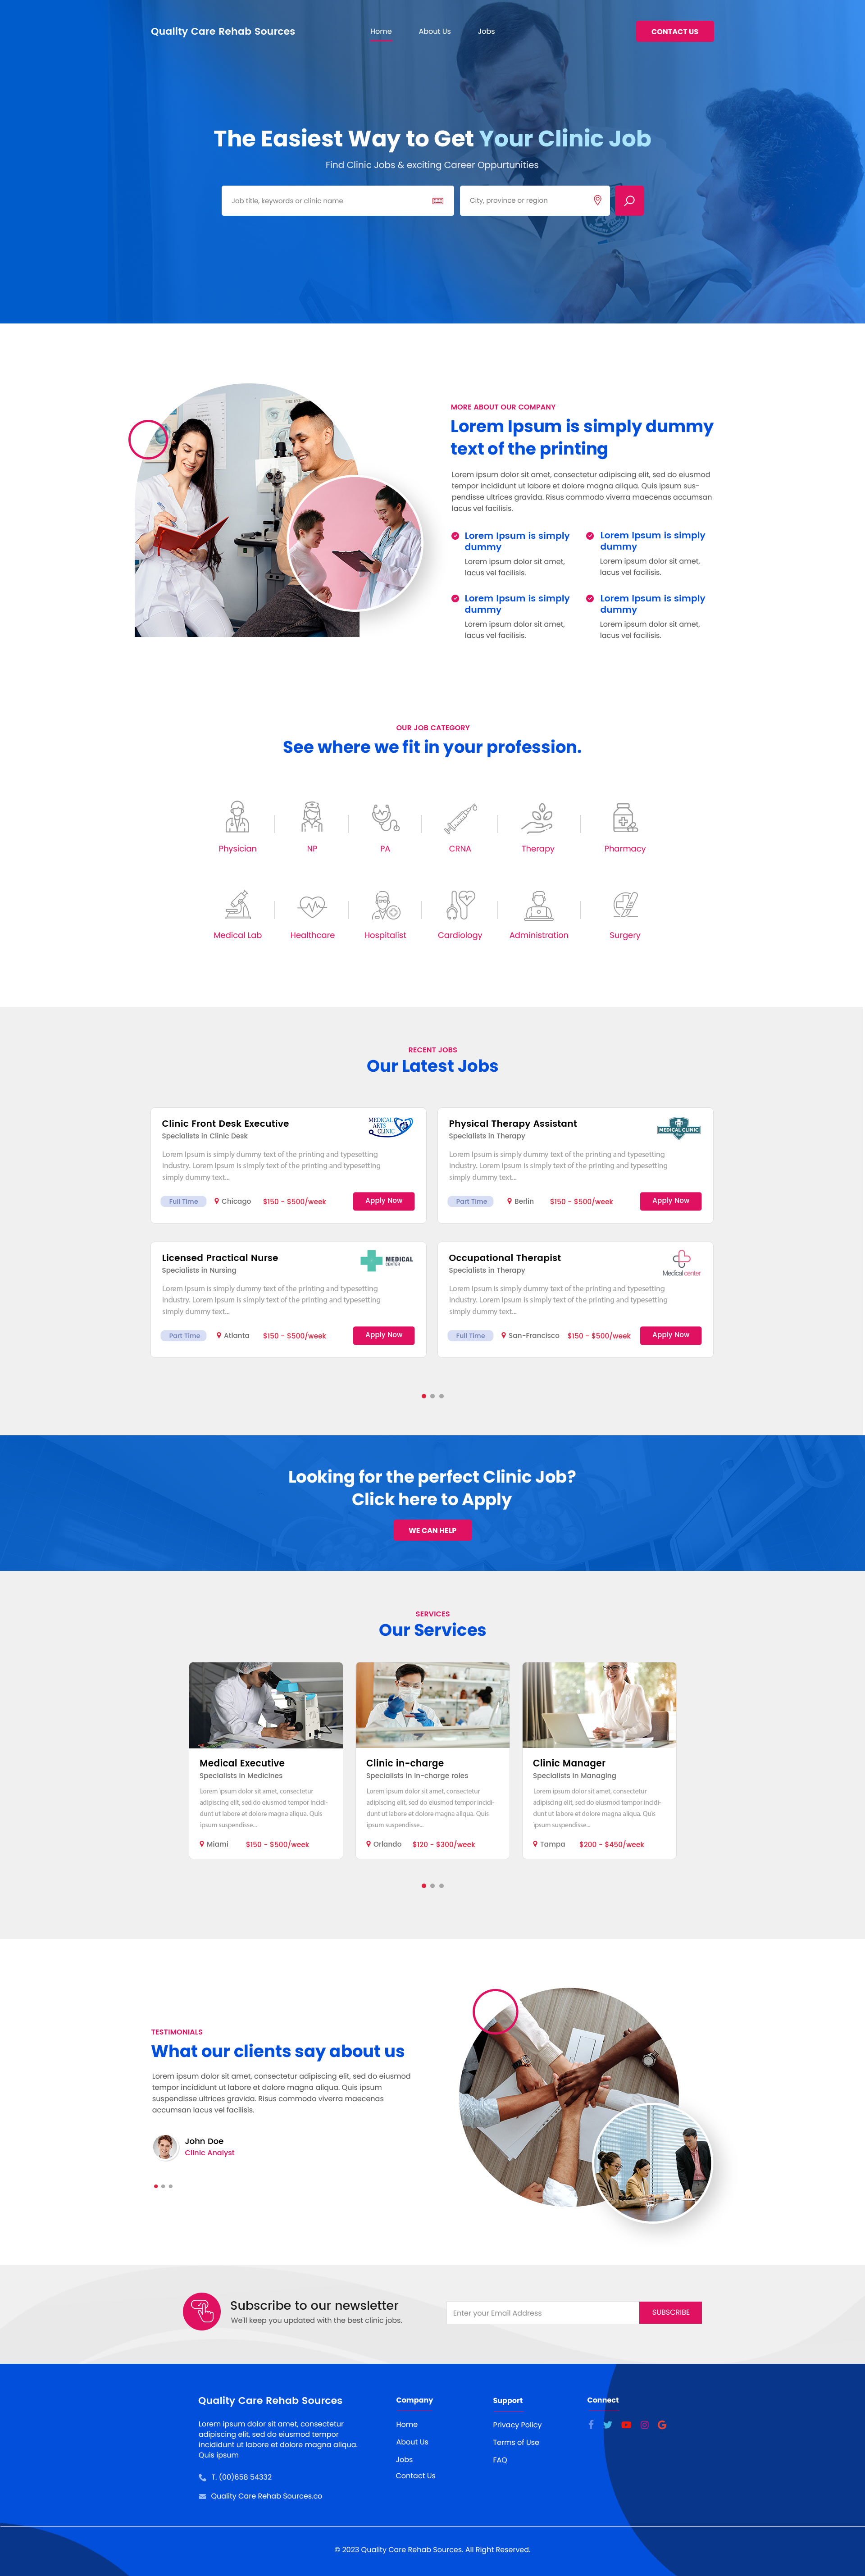 Quality Care Rehab Sources
Home
About Us
Jobs
CONTACT US
The Easiest Way to Get Your Clinic Job
Find Clinic Jobs & exciting Career Oppurtunities
Job title, keywords or clinic name
City, province or region
MORE ABOUT OUR COMPANY
Lorem Ipsum is simply dummy
text of the printing
Lorem ipsum dolor sit amet, consectetur adipiscing elit, sed do eiusmod
tempor incididunt ut labore et dolore magna aliqua. Quis ipsum sus-
pendisse ultrices gravida. Risus commodo viverra maecenas accumsan
lacus vel facilisis.
Lorem Ipsum is simply
dummy
Lorem ipsum dolor sit amet,
lacus vel facilisis.
Lorem Ipsum is simply
dummy
Lorem ipsum dolor sit amet,
lacus vel facilisis.
Lorem Ipsum is simply
dummy
Lorem ipsum dolor sit amet,
lacus vel facilisis.
Lorem Ipsum is simply
dummy
Lorem ipsum dolor sit amet,
lacus vel facilisis.
OUR JOB CATEGORY
See where we fit in your profession.
Physician
NP
PA
CRNA
Therapy
Pharmacy
Medical Lab
Healthcare
Hospitalist
Cardiology
Administration
Surgery
RECENT JOBS
Our Latest Jobs
Clinic Front Desk Executive
Specialists in Clinic Desk
MEDICAL
ARTS
CLINIC
Lorem Ipsum is simply dummy text of the printing and typesetting
industry. Lorem Ipsum is simply text of the printing and typesetting
simply dummy text...
Full Time
Chicago
$150 - $500/week
Apply Now
Physical Therapy Assistant
Specialists in Therapy
MEDICAL CLINIC
Lorem Ipsum is simply dummy text of the printing and typesetting
industry. Lorem Ipsum is simply text of the printing and typesetting
simply dummy text...
Part Time
Berlin
$150 - $500/week
Apply Now
Licensed Practical Nurse
Specialists in Nursing
MEDICAL
CENTER
Lorem Ipsum is simply dummy text of the printing and typesetting
industry. Lorem Ipsum is simply text of the printing and typesetting
simply dummy text...
Part Time
Atlanta
$150 - $500/week
Apply Now
Occupational Therapist
Specialists in Therapy
Medical center
Lorem Ipsum is simply dummy text of the printing and typesetting
industry. Lorem Ipsum is simply text of the printing and typesetting
simply dummy text...
Full Time
San-Francisco
$150 - $500/week
Apply Now
Looking for the perfect Clinic Job?
Click here to Apply
WE CAN HELP
SERVICES
Our Services
Medical Executive
Specialists in Medicines
Lorem ipsum dolor sit amet, consectetur
adipiscing elit, sed do eiusmod tempor incidi-
dunt ut labore et dolore magna aliqua. Quis
ipsum suspendisse...
Miami
$150 - $500/week
Clinic in-charge
Specialists in in-charge roles
Lorem ipsum dolor sit amet, consectetur
adipiscing elit, sed do eiusmod tempor incidi-
dunt ut labore et dolore magna aliqua. Quis
ipsum suspendisse...
Orlando
$120 - $300/week
Clinic Manager
Specialists in Managing
Lorem ipsum dolor sit amet, consectetur
adipiscing elit, sed do eiusmod tempor incidi-
dunt ut labore et dolore magna aliqua. Quis
ipsum suspendisse...
Tampa
$200 - $450/week
TESTIMONIALS
What our clients say about us
Lorem ipsum dolor sit amet, consectetur adipiscing elit, sed do eiusmod
tempor incididunt ut labore et dolore magna aliqua. Quis ipsum
suspendisse ultrices gravida. Risus commodo viverra maecenas
accumsan lacus vel facilisis.
John Doe
Clinic Analyst
Subscribe to our newsletter
We'll keep you updated with the best clinic jobs.
Enter your Email Address
SUBSCRIBE
Quality Care Rehab Sources
Lorem ipsum dolor sit amet, consectetur
adipiscing elit, sed do eiusmod tempor
incididunt ut labore et dolore magna aliqua.
Quis ipsum
T. (00)658 54332
Quality Care Rehab Sources.co
Company
Home
About Us
Jobs
Contact Us
Support
Privacy Policy
Terms of Use
FAQ
Connect
© 2023 Quality Care Rehab Sources. All Right Reserved.